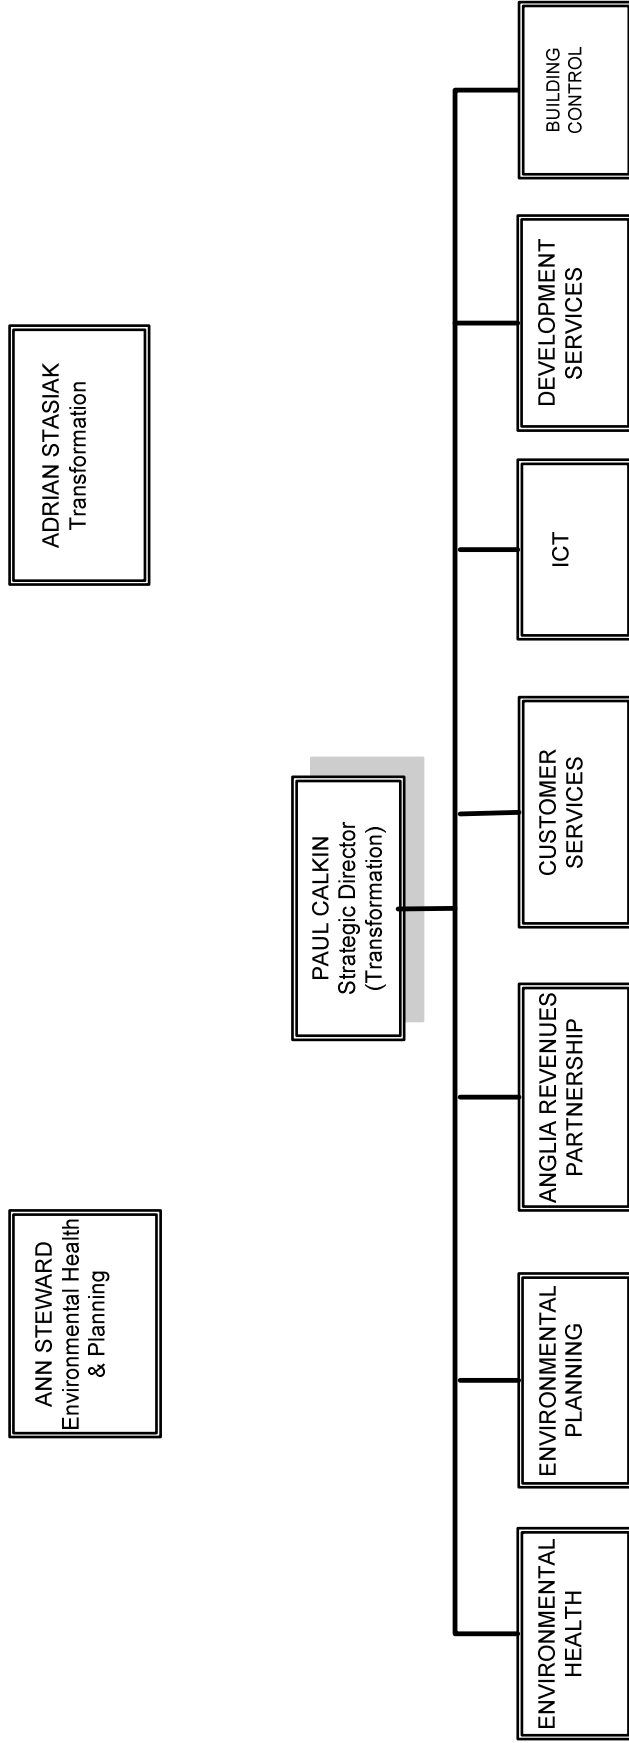 ANN STEWARD
Environmental Health
& Planning
ADRIAN STASIAK
Transformation
PAUL CALKIN
Strategic Director
(Transformation)
ENVIRONMENTAL
HEALTH
ENVIRONMENTAL
PLANNING
ANGLIA REVENUES
PARTNERSHIP
CUSTOMER
SERVICES
ICT
DEVELOPMENT
SERVICES
BUILDING
CONTROL